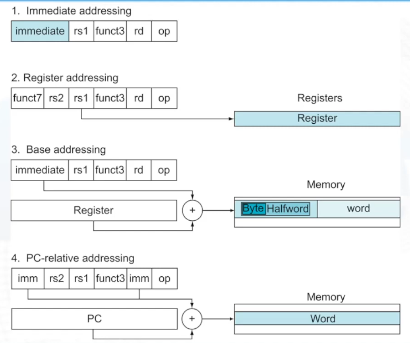 1. Immediate addressing
immediate rs1 funct3 rd op
2. Register addressing
funct7 rs2 rs1 funct3 rd op
Registers
Register
3. Base addressing
immediate rs1 funct3 rd op
Memory
Register + Byte Halfword word
4. PC-relative addressing
imm rs2 rs1 funct3 imm op
Memory
PC + Word